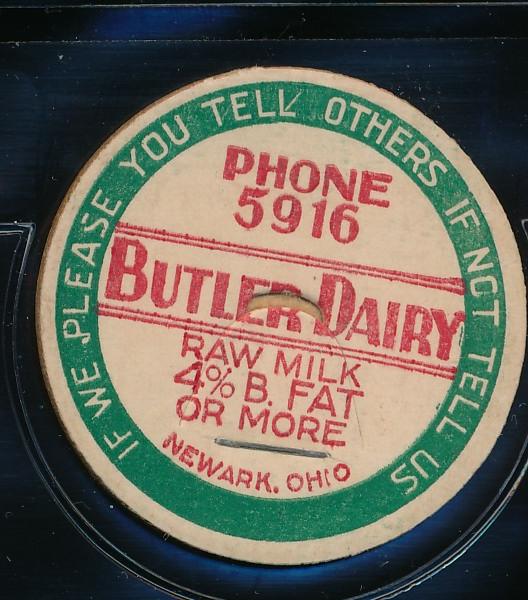 IF WE PLEASE YOU TELL OTHERS IF NOT TELL US
PHONE
5916
BUTLER DAIRY
RAW MILK
4% B. FAT
OR MORE
NEWARK, OHIO